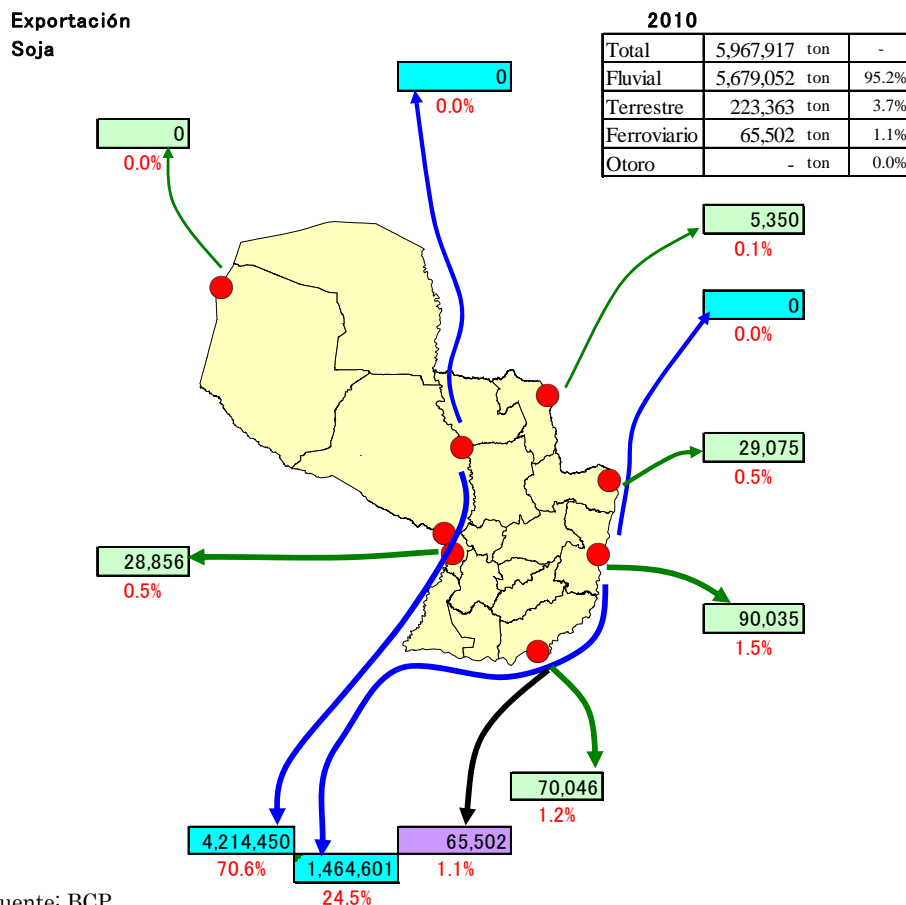 Exportación
Soja
2010
Total 5,967,917 ton -
Fluvial 5,679,052 ton 95.2%
Terrestre 223,363 ton 3.7%
Ferroviario 65,502 ton 1.1%
Otoro - ton 0.0%
0
0.0%
0
0.0%
5,350
0.1%
0
0.0%
29,075
0.5%
28,856
0.5%
90,035
1.5%
70,046
1.2%
4,214,450
70.6%
1,464,601
24.5%
65,502
1.1%
uente: BCP